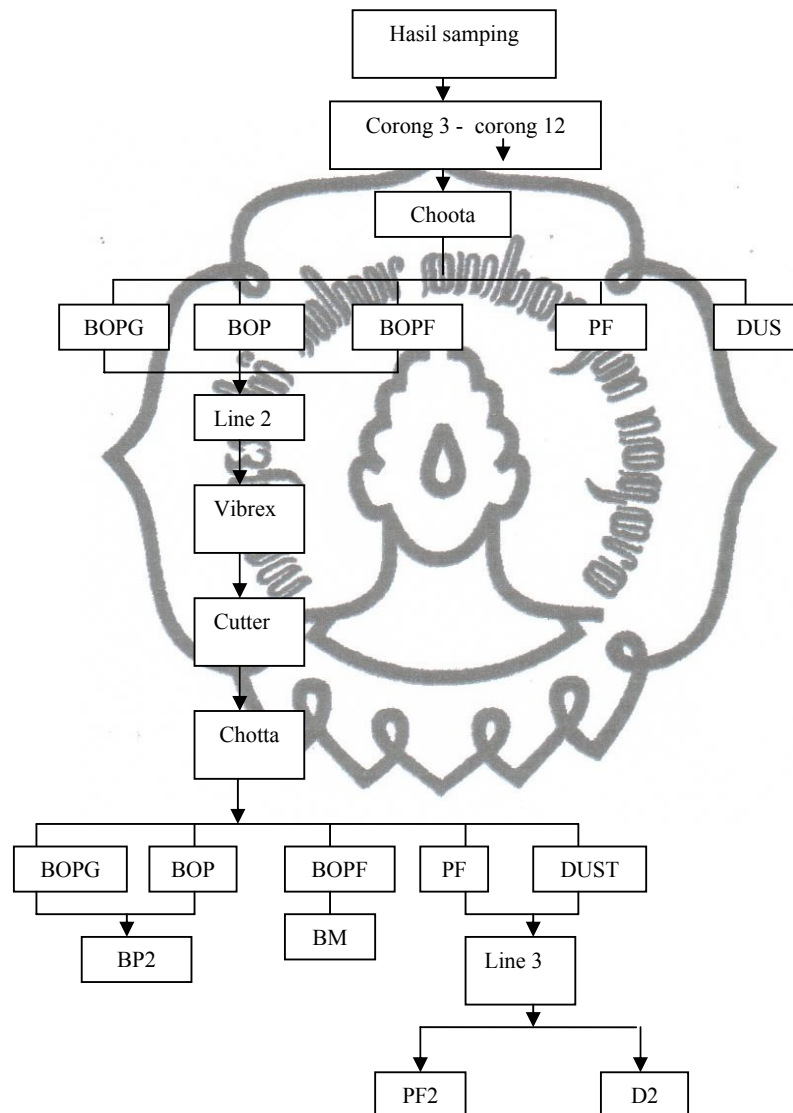 Hasil samping
Corong 3 - corong 12
Choota
BOPG BOP BOPF PF DUS
Line 2
Vibrex
Cutter
Chotta
BOPG BOP BOPF PF DUST
BP2 BM Line 3
PF2 D2